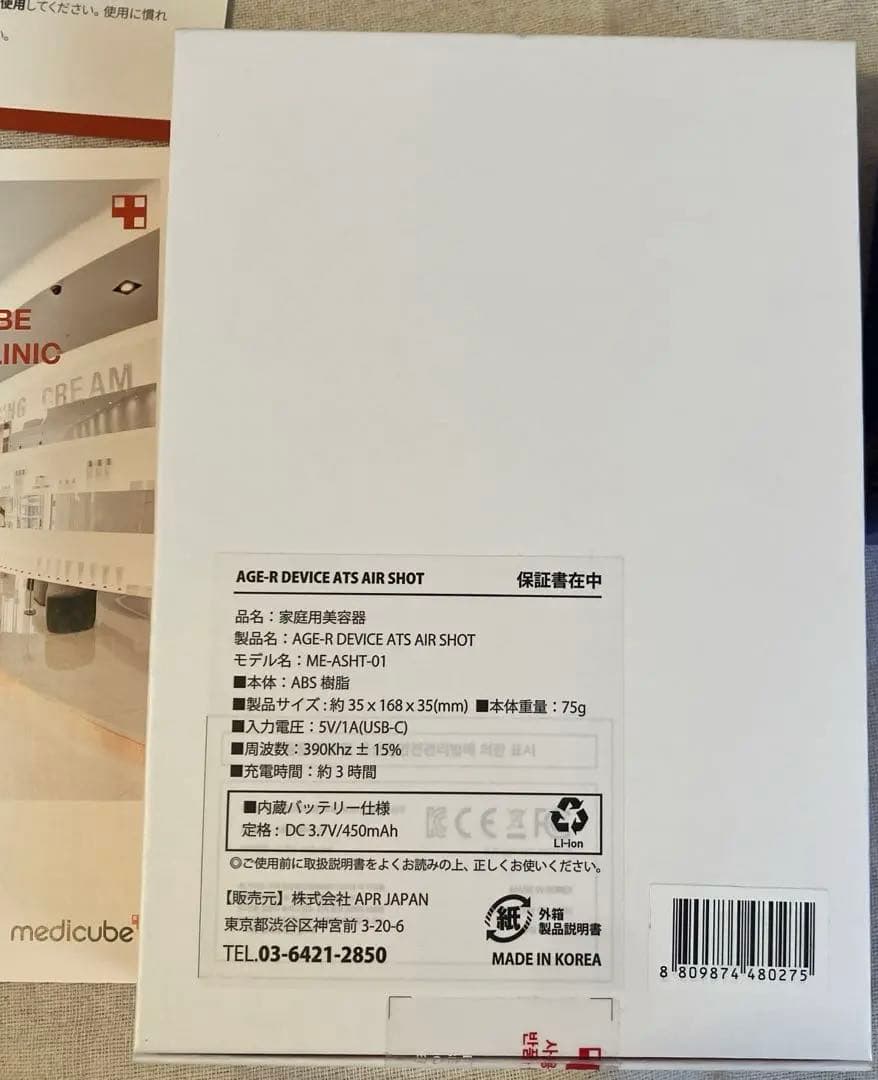 使用してください。使用に慣れ
い。
BE
LINIC
CREAM
medicube
AGE-R DEVICE ATS AIR SHOT 保証書在中
品名：家庭用美容器
製品名：AGE-R DEVICE ATS AIR SHOT
モデル名：ME-ASHT-01
■本体：ABS 樹脂
■製品サイズ : 約 35 x 168 x 35(mm) ■本体重量：75g
■入力電圧：5V/1A(USB-C)
■周波数：390Khz ± 15%
■充電時間：約 3 時間
■内蔵バッテリー仕様
定格 : DC 3.7V/450mAh
Li-ion
◎ご使用前に取扱説明書をよくお読みの上、正しくお使いください。
【販売元】株式会社 APR JAPAN
東京都渋谷区神宮前 3-20-6
TEL.03-6421-2850
紙 外箱
製品説明書
MADE IN KOREA
8 809874 480275